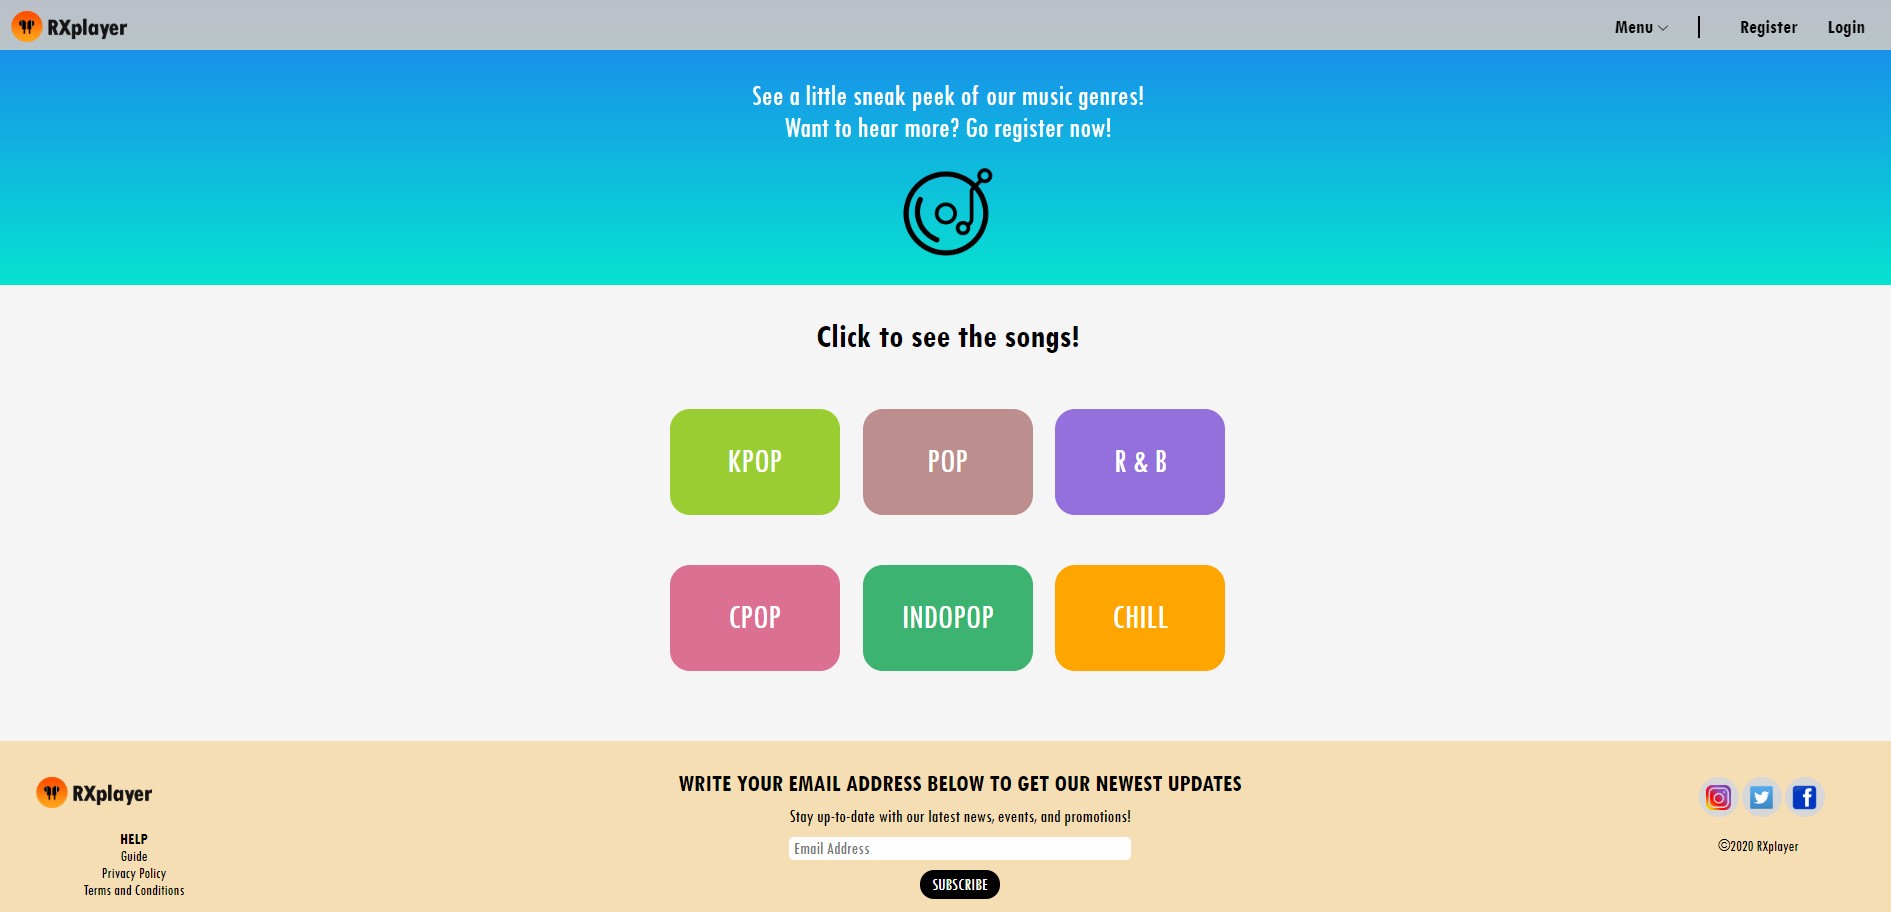 RXplayer
Menu
Register
Login
See a little sneak peek of our music genres!
Want to hear more? Go register now!
Click to see the songs!
KPOP
POP
R & B
CPOP
INDOPOP
CHILL
RXplayer
HELP
Guide
Privacy Policy
Terms and Conditions
WRITE YOUR EMAIL ADDRESS BELOW TO GET OUR NEWEST UPDATES
Stay up-to-date with our latest news, events, and promotions!
Email Address
SUBSCRIBE
©2020 RXplayer